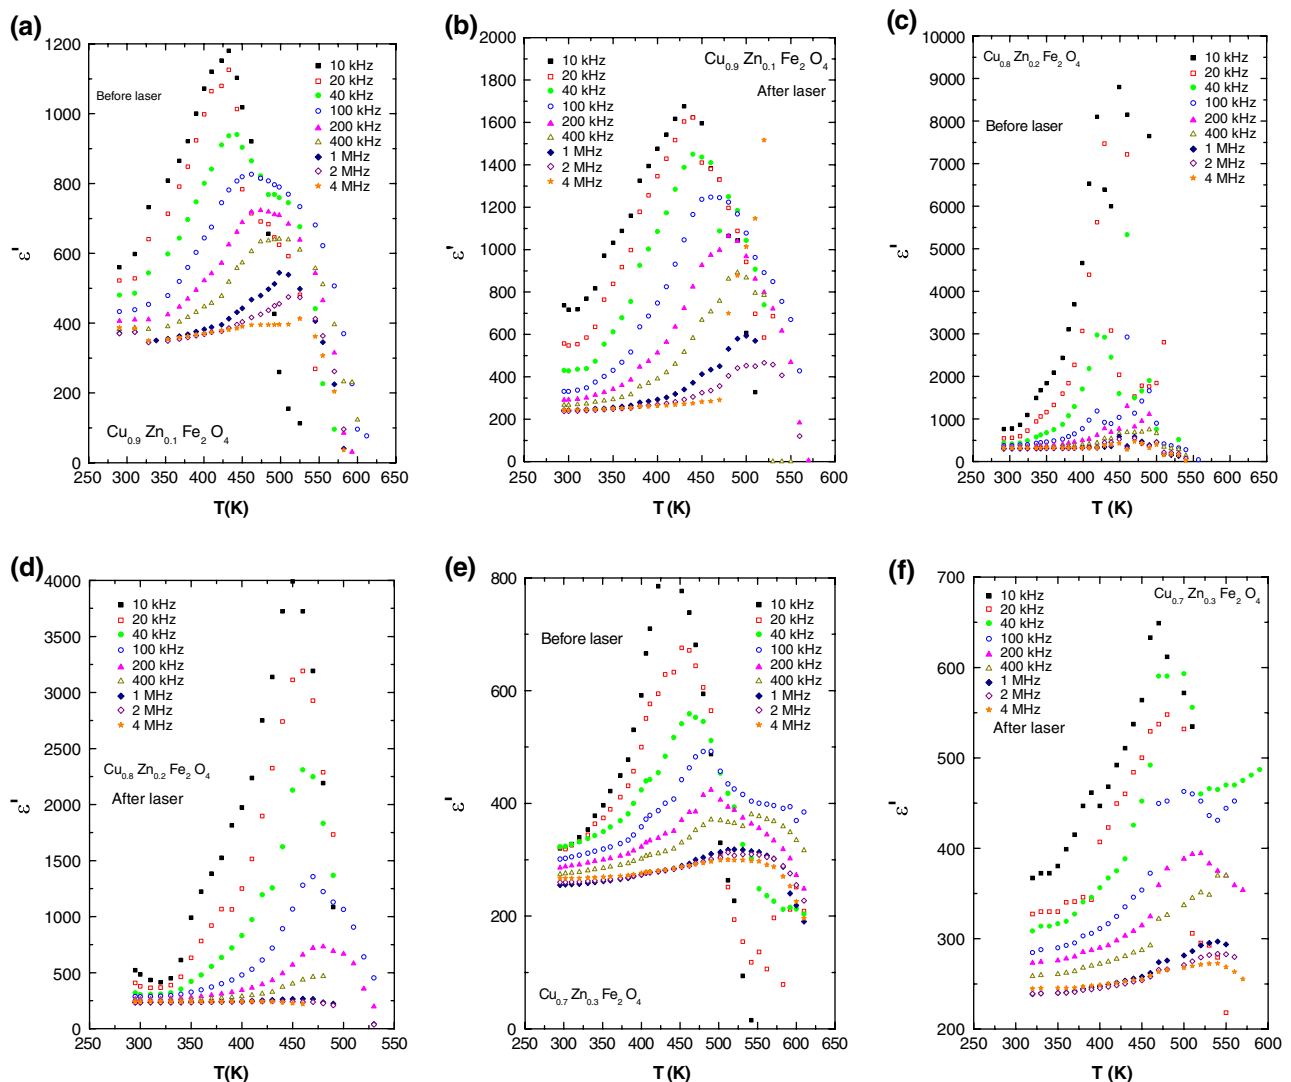 (a)
1200
1000
800
600
400
200
0
ε'
Before laser
10 kHz
20 kHz
40 kHz
100 kHz
200 kHz
400 kHz
1 MHz
2 MHz
4 MHz
Cu0.9 Zn0.1 Fe2 O4
250 300 350 400 450 500 550 600 650
T(K)
(b)
2000
1800
1600
1400
1200
1000
800
600
400
200
0
ε'
10 kHz
20 kHz
40 kHz
100 kHz
200 kHz
400 kHz
1 MHz
2 MHz
4 MHz
Cu0.9 Zn0.1 Fe2 O4
After laser
250 300 350 400 450 500 550 600
T (K)
(c)
10000
9000
8000
7000
6000
5000
4000
3000
2000
1000
0
ε'
Cu0.8 Zn0.2 Fe2 O4
Before laser
10 kHz
20 kHz
40 kHz
100 kHz
200 kHz
400 kHz
1 MHz
2 MHz
4 MHz
250 300 350 400 450 500 550 600 650
T (K)
(d)
4000
3500
3000
2500
2000
1500
1000
500
0
ε'
10 kHz
20 kHz
40 kHz
100 kHz
200 kHz
400 kHz
1 MHz
2 MHz
4 MHz
Cu0.8 Zn0.2 Fe2 O4
After laser
250 300 350 400 450 500 550
T(K)
(e)
800
600
400
200
0
ε'
Before laser
10 kHz
20 kHz
40 kHz
100 kHz
200 kHz
400 kHz
1 MHz
2 MHz
4 MHz
Cu0.7 Zn0.3 Fe2 O4
250 300 350 400 450 500 550 600 650
T (K)
(f)
700
600
500
400
300
200
ε'
Cu0.7 Zn0.3 Fe2 O4
10 kHz
20 kHz
40 kHz
100 kHz
200 kHz
400 kHz
1 MHz
2 MHz
4 MHz
After laser
250 300 350 400 450 500 550 600
T (K)